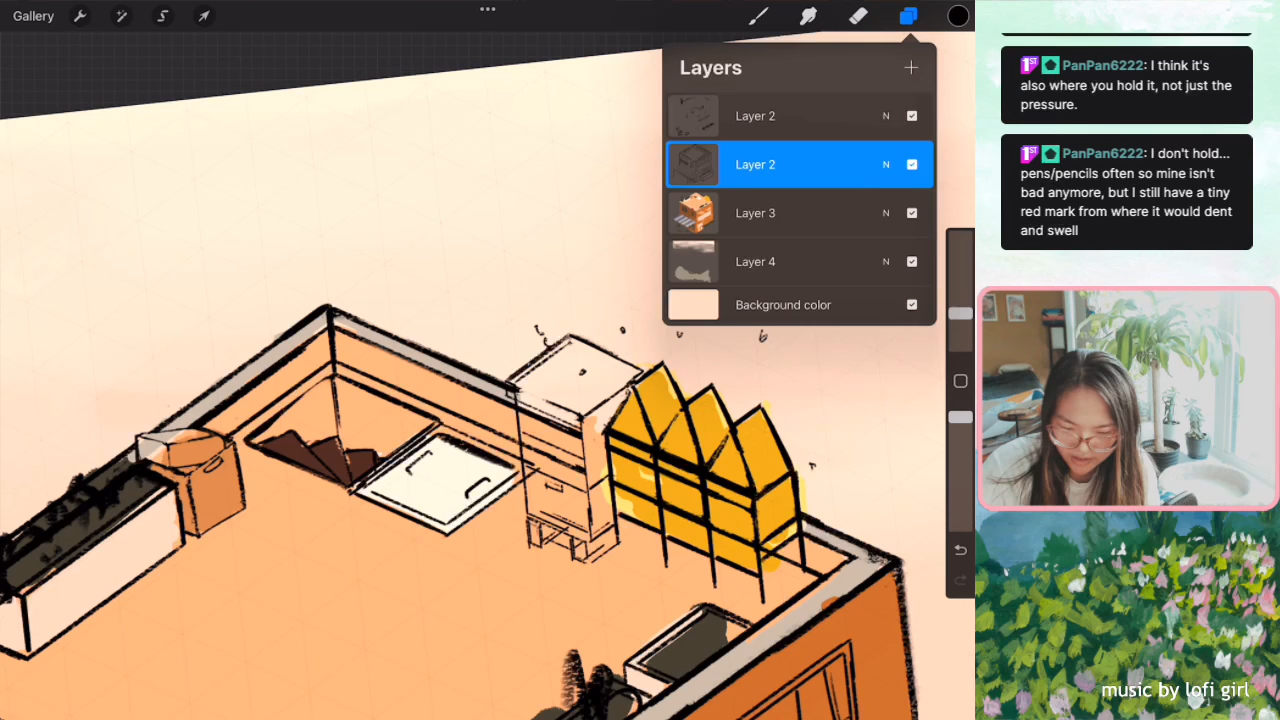 Gallery
Layers
Layer 2 N
Layer 2 N
Layer 3 N
Layer 4 N
Background color
1ST PanPan6222: I think it's
also where you hold it, not just the
pressure.
1ST PanPan6222: I don't hold...
pens/pencils often so mine isn't
bad anymore, but I still have a tiny
red mark from where it would dent
and swell
music by lofi girl